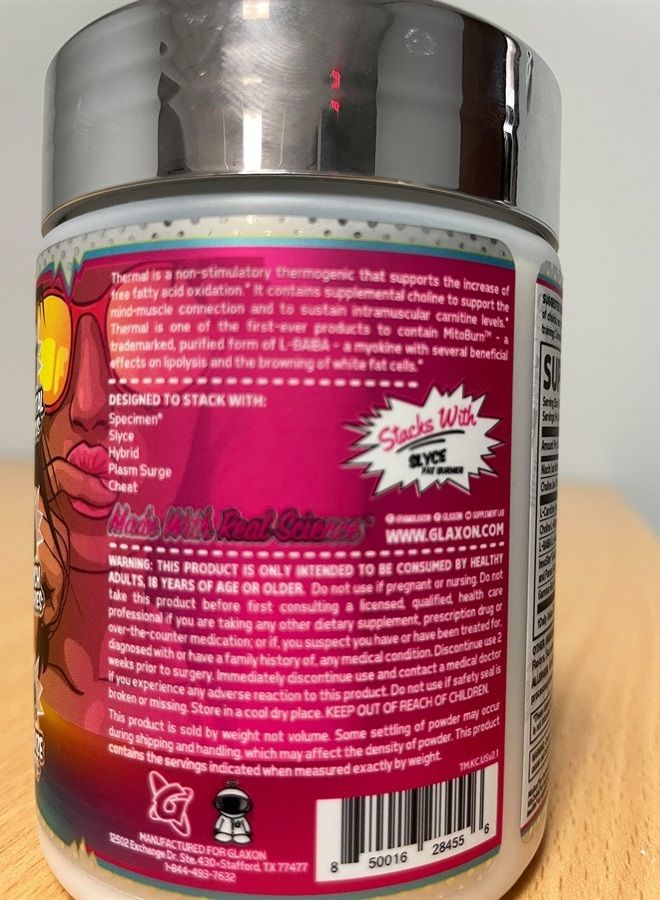 Thermal is a non-stimulatory thermogenic that supports the increase of
free fatty acid oxidation.* It contains supplemental choline to support the
mind-muscle connection and to sustain intramuscular carnitine levels.*
Thermal is one of the first-ever products to contain MitoBurn™ - a
trademarked, purified form of L-BAIBA - a myokine with several beneficial
effects on lipolysis and the browning of white fat cells.*
DESIGNED TO STACK WITH:
Specimen*
Slyce
Hybrid
Plasm Surge
Cheat
Stacks With
SLYCE
FAT BURNER
Made With Real Science*
WWW.GLAXON.COM
WARNING: THIS PRODUCT IS ONLY INTENDED TO BE CONSUMED BY HEALTHY
ADULTS, 18 YEARS OF AGE OR OLDER. Do not use if pregnant or nursing. Do not
take this product before first consulting a licensed, qualified, health care
professional if you are taking any other dietary supplement, prescription drug or
over-the-counter medication; or if, you suspect you have or have been treated for,
diagnosed with or have a family history of, any medical condition. Discontinue use 2
weeks prior to surgery. Immediately discontinue use and contact a medical doctor
if you experience any adverse reaction to this product. Do not use if safety seal is
broken or missing. Store in a cool dry place. KEEP OUT OF REACH OF CHILDREN.
This product is sold by weight not volume. Some settling of powder may occur
during shipping and handling, which may affect the density of powder. This product
contains the servings indicated when measured exactly by weight.
T.M.KC.USv2.1
MANUFACTURED FOR GLAXON
12502 Exchange Dr. Ste. 430-Stafford, TX 77477
1-844-493-7632
8 50016 28455 6